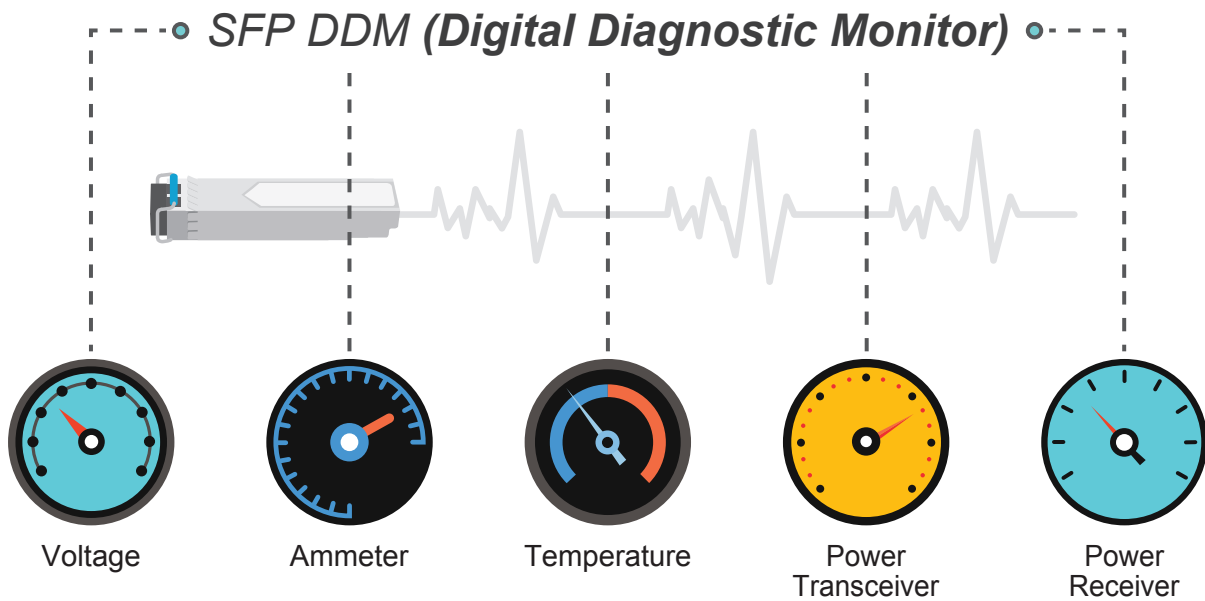 SFP DDM (Digital Diagnostic Monitor)
Voltage
Ammeter
Temperature
Power
Transceiver
Power
Receiver